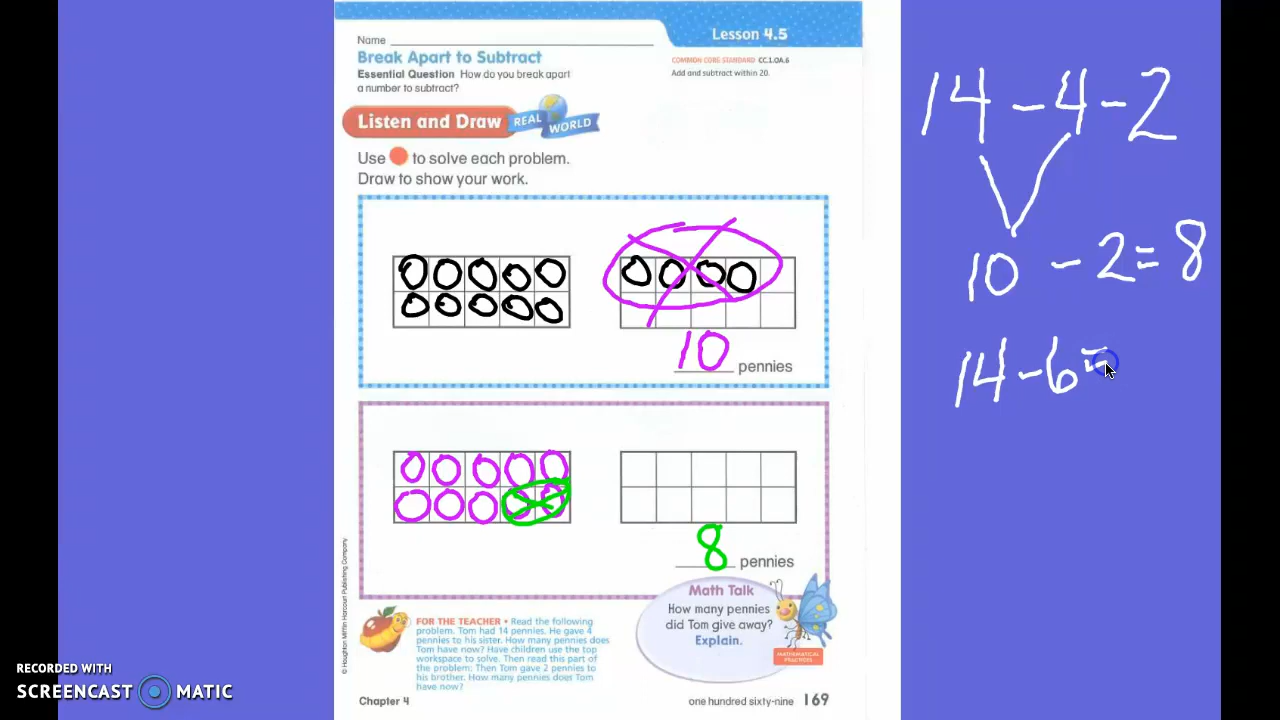 Lesson 4.5
Name
Break Apart to Subtract
COMMON CORE STANDARD CC.1.OA.6
Essential Question How do you break apart
Add and subtract within 20.
a number to subtract?
Listen and Draw REAL WORLD
Use to solve each problem.
Draw to show your work.
10 pennies
8 pennies
Math Talk
How many pennies
did Tom give away?
Explain.
MATHEMATICAL
PRACTICES
FOR THE TEACHER • Read the following
problem. Tom had 14 pennies. He gave 4
pennies to his sister. How many pennies does
Tom have now? Have children use the top
workspace to solve. Then read this part of
the problem: Then Tom gave 2 pennies to
his brother. How many pennies does Tom
have now?
© Houghton Mifflin Harcourt Publishing Company
Chapter 4
one hundred sixty-nine 169
14 - 4 - 2
10 - 2 = 8
14 - 6 =
RECORDED WITH
SCREENCAST MATIC